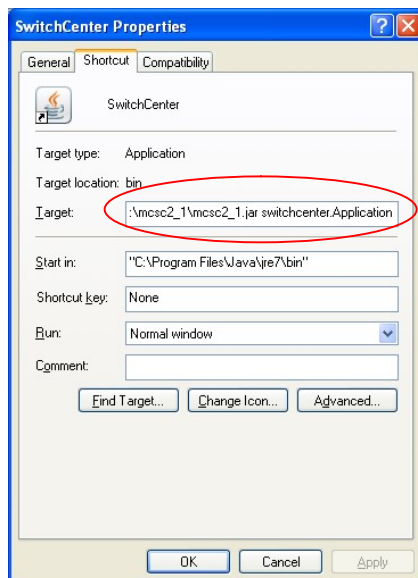 SwitchCenter Properties
General Shortcut Compatibility
SwitchCenter
Target type: Application
Target location: bin
Target: :\mcsc2_1\mcsc2_1.jar switchcenter.Application
Start in: "C:\Program Files\Java\jre7\bin"
Shortcut key: None
Run: Normal window
Comment:
Find Target... Change Icon... Advanced...
OK Cancel Apply